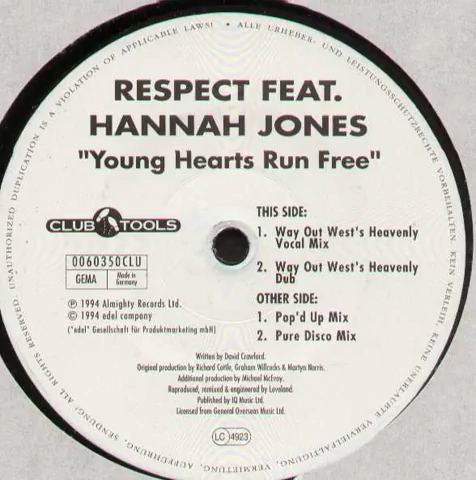 RESPECT FEAT.
HANNAH JONES
"Young Hearts Run Free"
CLUB TOOLS
0060350CLU
GEMA
Made in
Germany
℗ 1994 Almighty Records Ltd.
© 1994 edel company
("edel" Gesellschaft für Produktmarketing mbH)
THIS SIDE:
1. Way Out West's Heavenly
Vocal Mix
2. Way Out West's Heavenly
Dub
OTHER SIDE:
1. Pop'd Up Mix
2. Pure Disco Mix
Written by David Crawford.
Original production by Richard Cottle, Graham Willcocks & Martyn Norris.
Additional production by Michael McEvoy.
Reproduced, remixed & engineered by Loveland.
Published by IQ Music Ltd.
Licensed from General Overseas Music Ltd.
LC 4923
• ALLE URHEBER- UND LEISTUNGSSCHUTZRECHTE VORBEHALTEN. KEIN VERLEIH, KEINE UNERLAUBTE VERVIELFÄLTIGUNG, VERMIETUNG, AUFFÜHRUNG, SENDUNG! ALL RIGHTS RESERVED. UNAUTHORIZED DUPLICATION IS A VIOLATION OF APPLICABLE LAWS!